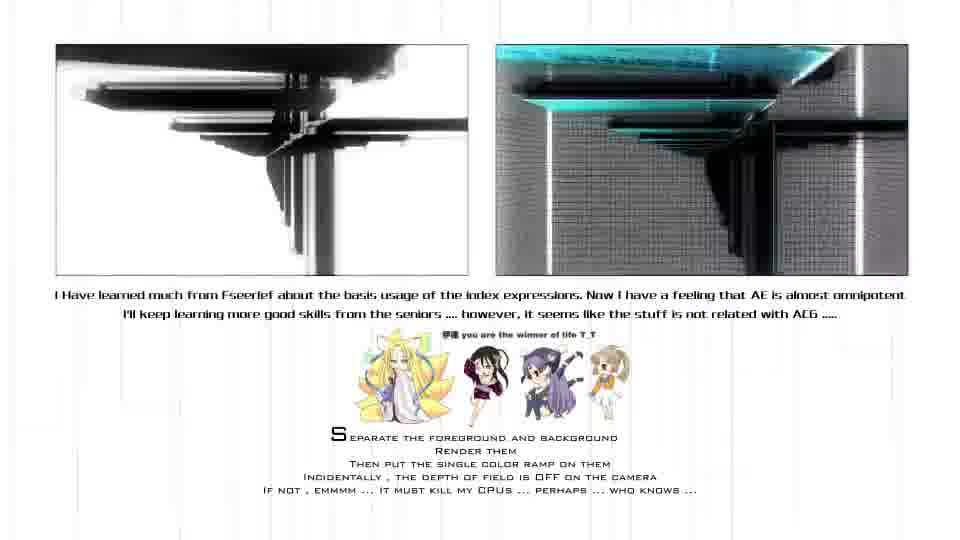 I Have learned much from Fseerlef about the basis usage of the index expressions. Now I have a feeling that AE is almost omnipotent
I'll keep learning more good skills from the seniors .... however, it seems like the stuff is not related with AE6 .....
you are the winner of life T_T
Separate the foreground and background
Render them
Then put the single color ramp on them
Incidentally , the depth of field is OFF on the camera
If not , emmmm ... it must kill my CPUs ... perhaps ... who knows ...